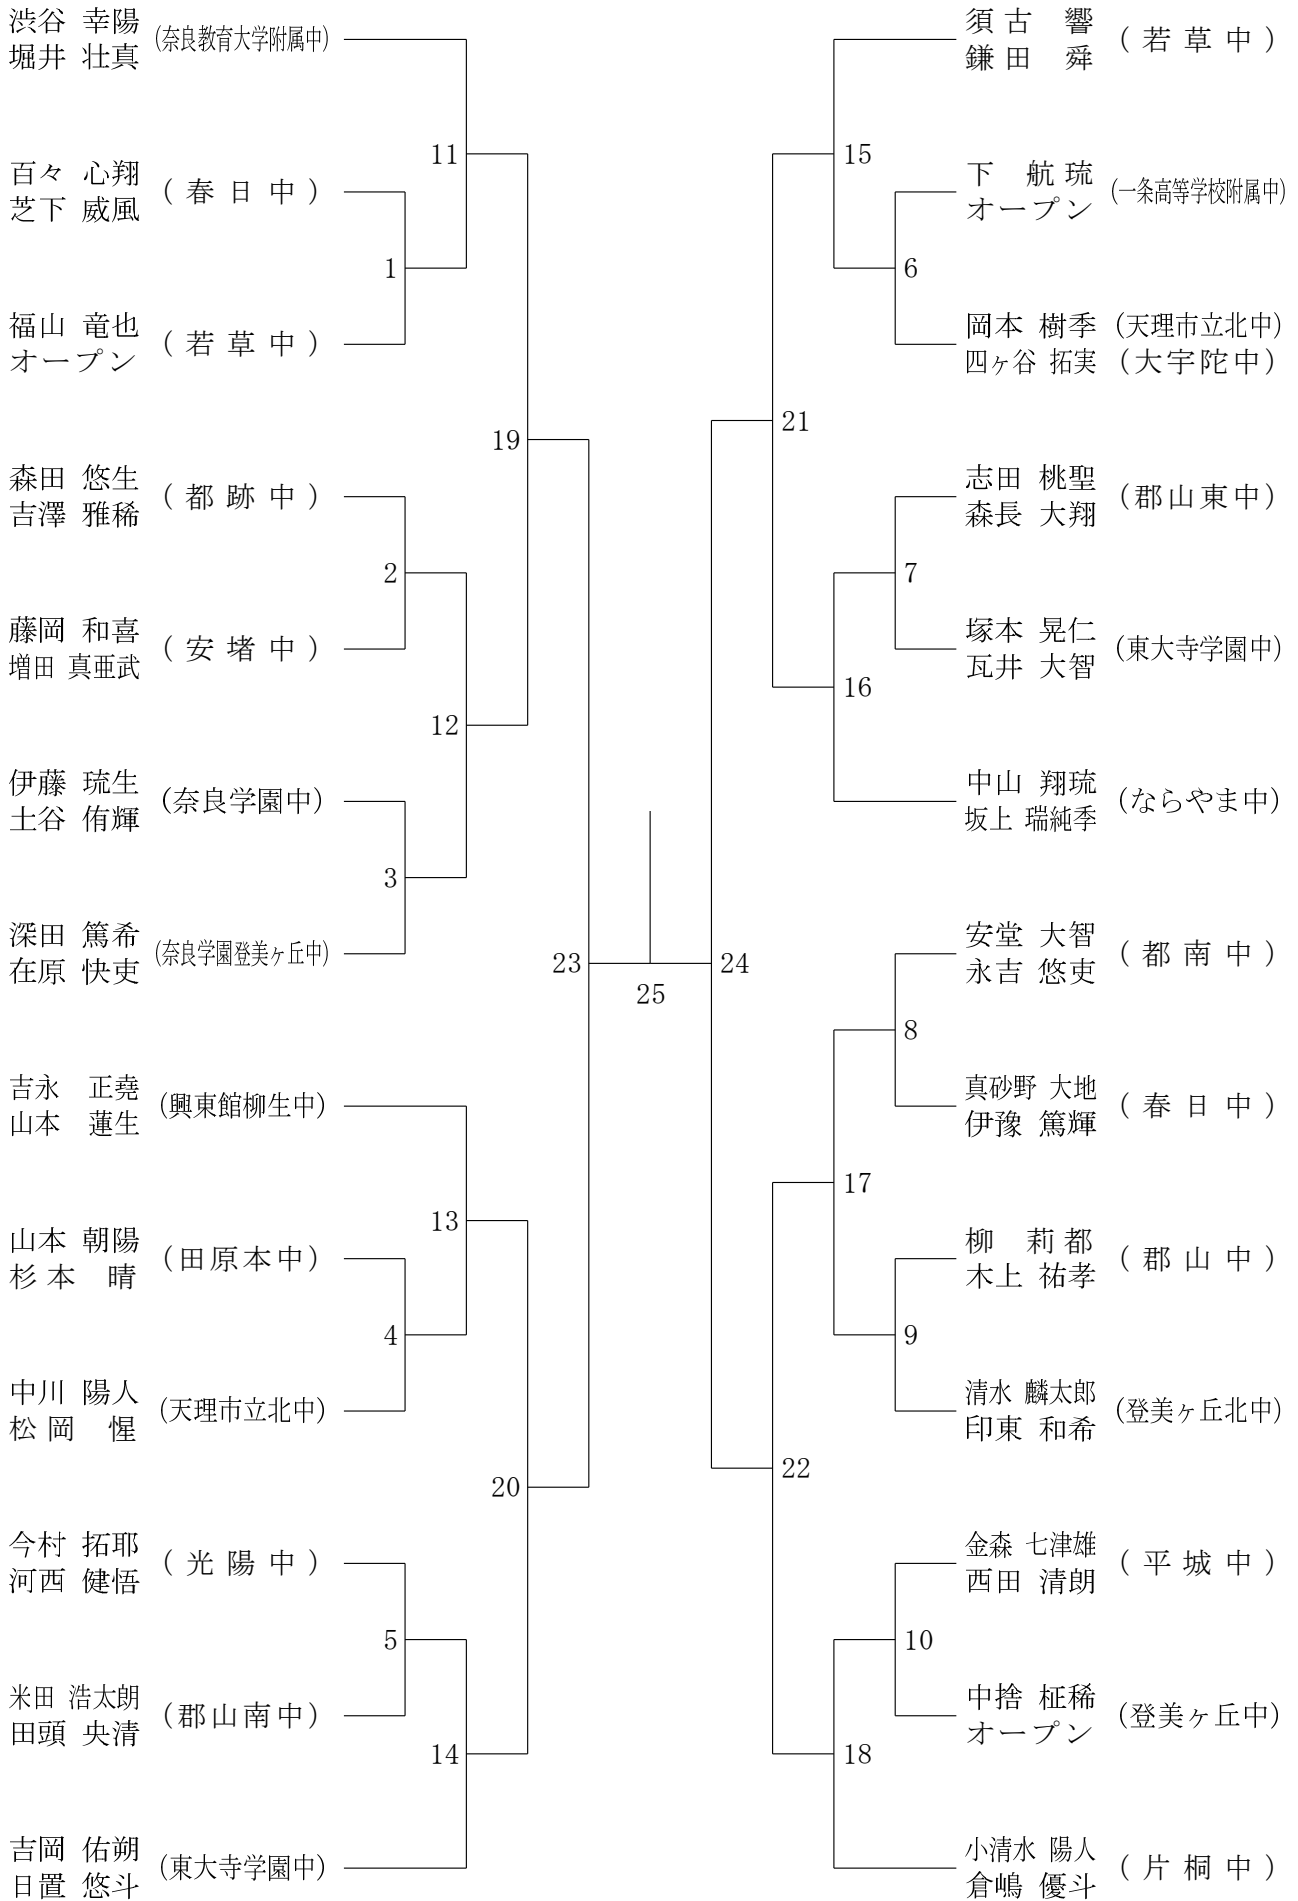 渋谷 幸陽
堀井 壮真
(奈良教育大学附属中)
百々 心翔
芝下 威風
(春日中)
福山 竜也
オープン
(若草中)
森田 悠生
吉澤 雅稀
(都跡中)
藤岡 和喜
増田 真亜武
(安堵中)
伊藤 琉生
土谷 侑輝
(奈良学園中)
深田 篤希
在原 快吏
(奈良学園登美ヶ丘中)
吉永 正堯
山本 蓮生
(興東館柳生中)
山本 朝陽
杉本 晴
(田原本中)
中川 陽人
松岡 惺
(天理市立北中)
今村 拓耶
河西 健悟
(光陽中)
米田 浩太朗
田頭 央清
(郡山南中)
吉岡 佑朔
日置 悠斗
(東大寺学園中)
1
2
3
4
5
11
12
13
14
19
20
23
25
24
21
22
15
16
17
18
6
7
8
9
10
須古 響
鎌田 舜
(若草中)
下 航琉
オープン
(一条高等学校附属中)
岡本 樹季 (天理市立北中)
四ヶ谷 拓実 (大宇陀中)
志田 桃聖
森長 大翔
(郡山東中)
塚本 晃仁
瓦井 大智
(東大寺学園中)
中山 翔琉
坂上 瑞純季
(ならやま中)
安堂 大智
永吉 悠吏
(都南中)
真砂野 大地
伊豫 篤輝
(春日中)
柳 莉都
木上 祐孝
(郡山中)
清水 麟太郎
印東 和希
(登美ヶ丘北中)
金森 七津雄
西田 清朗
(平城中)
中捨 柾稀
オープン
(登美ヶ丘中)
小清水 陽人
倉嶋 優斗
(片桐中)